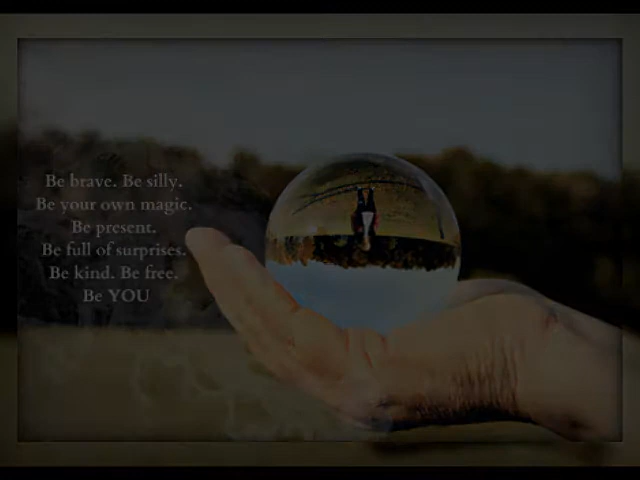 Be brave. Be silly.
Be your own magic.
Be present.
Be full of surprises.
Be kind. Be free.
Be YOU